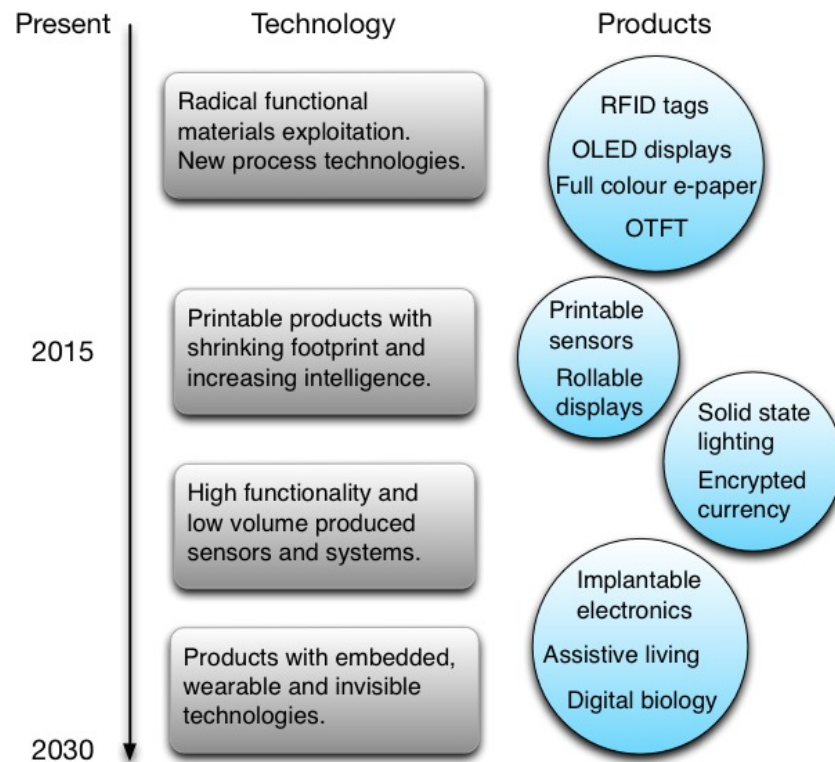 Present
Technology
Products
Radical functional
materials exploitation.
New process technologies.
RFID tags
OLED displays
Full colour e-paper
OTFT
2015
Printable products with
shrinking footprint and
increasing intelligence.
Printable
sensors
Rollable
displays
Solid state
lighting
Encrypted
currency
High functionality and
low volume produced
sensors and systems.
Implantable
electronics
Assistive living
Digital biology
Products with embedded,
wearable and invisible
technologies.
2030